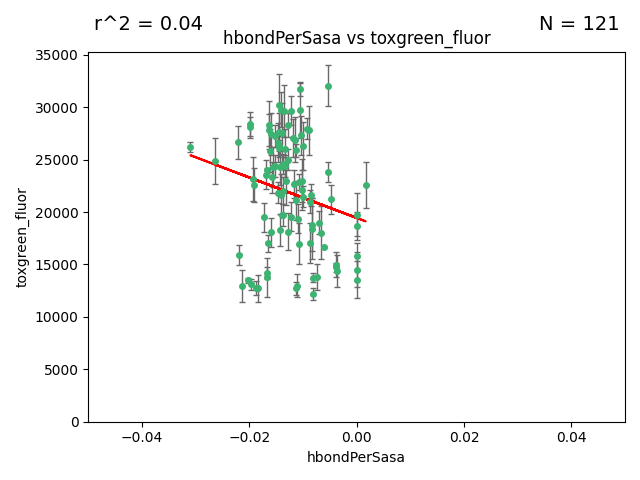 r^2 = 0.04
N = 121
hbondPerSasa vs toxgreen_fluor
35000
30000
25000
20000
15000
10000
5000
0
toxgreen_fluor
−0.04
−0.02
0.00
0.02
0.04
hbondPerSasa